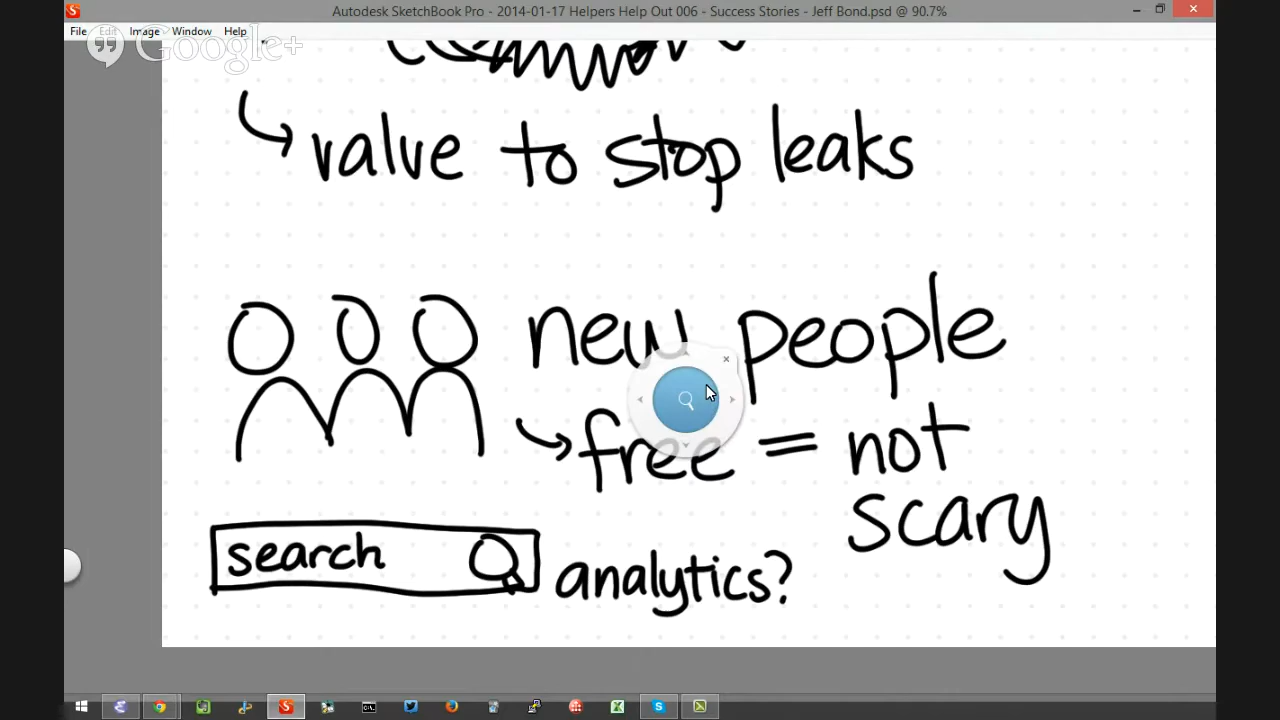 Autodesk SketchBook Pro - 2014-01-17 Helpers Help Out 006 - Success Stories - Jeff Bond.psd @ 90.7%
File Edit Image Window Help
Google+
valve to stop leaks
new people
free = not
scary
search
analytics?